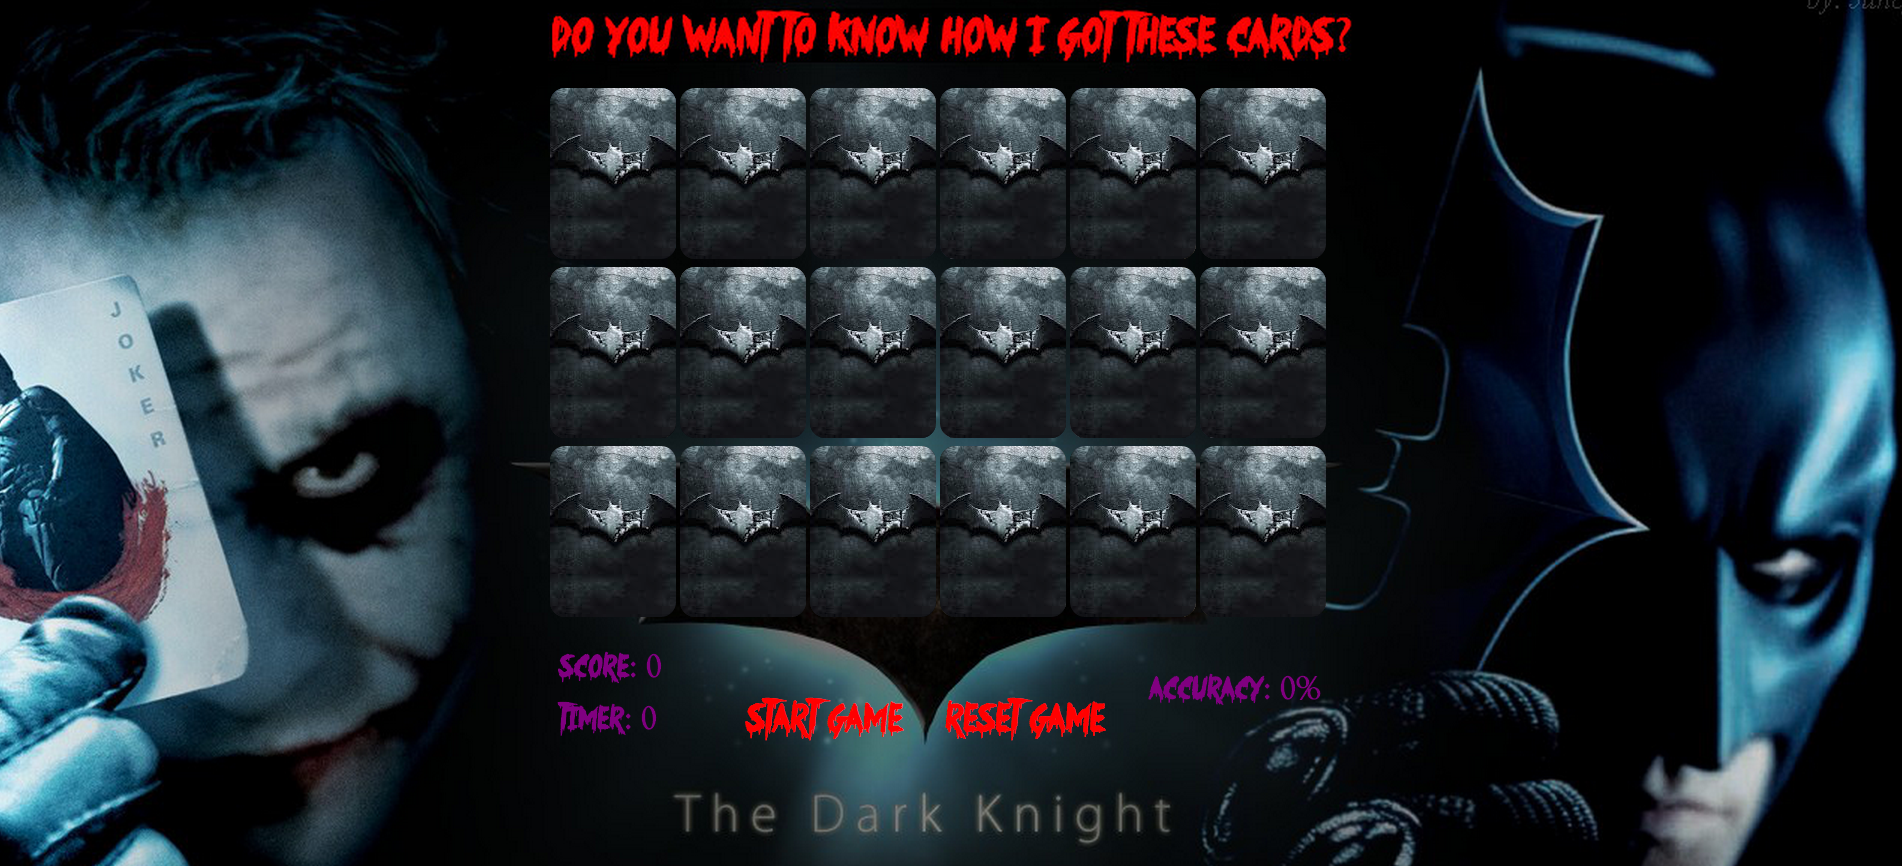 DO YOU WANT TO KNOW HOW I GOT THESE CARDS?
JOKER
SCORE: 0
TIMER: 0
START GAME
RESET GAME
ACCURACY: 0%
The Dark Knight